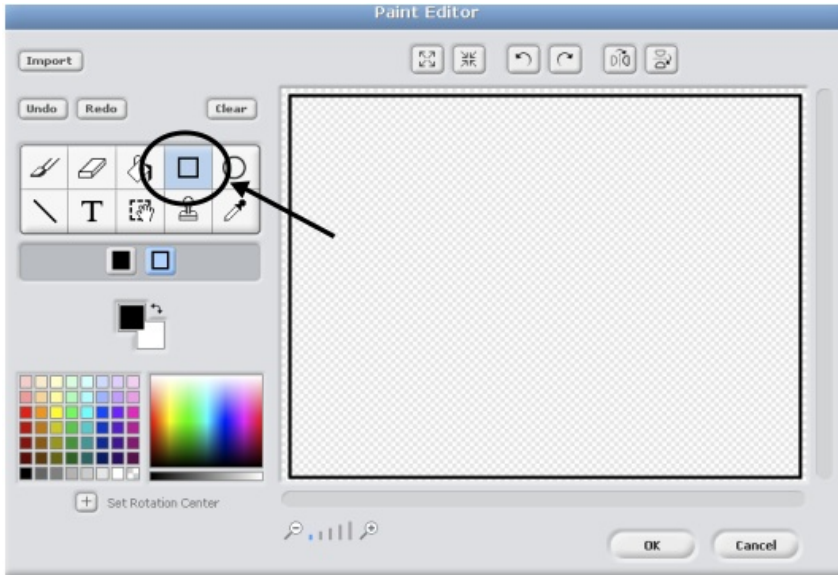 Paint Editor
Import
Undo Redo Clear
T
Set Rotation Center
OK Cancel